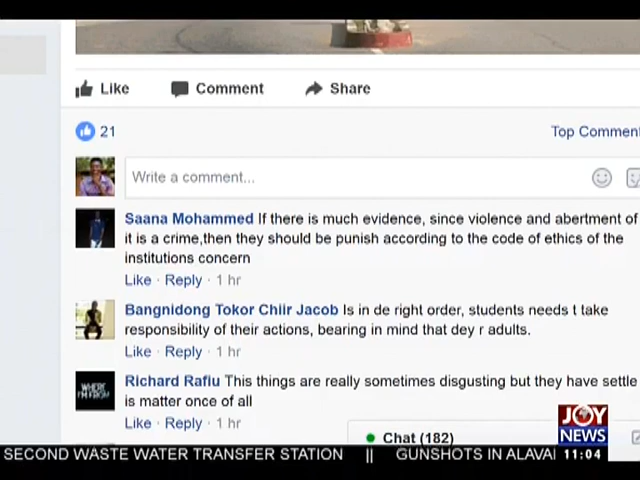 Like Comment Share
21 Top Comment
Write a comment...
Saana Mohammed If there is much evidence, since violence and abertment of
it is a crime,then they should be punish according to the code of ethics of the
institutions concern
Like · Reply · 1 hr
Bangnidong Tokor Chiir Jacob Is in de right order, students needs t take
responsibility of their actions, bearing in mind that dey r adults.
Like · Reply · 1 hr
WHERE
I'M FROM
Richard Rafiu This things are really sometimes disgusting but they have settle
is matter once of all
Like · Reply · 1 hr
Chat (182)
JOY
NEWS
SECOND WASTE WATER TRANSFER STATION || GUNSHOTS IN ALAVA 11:04